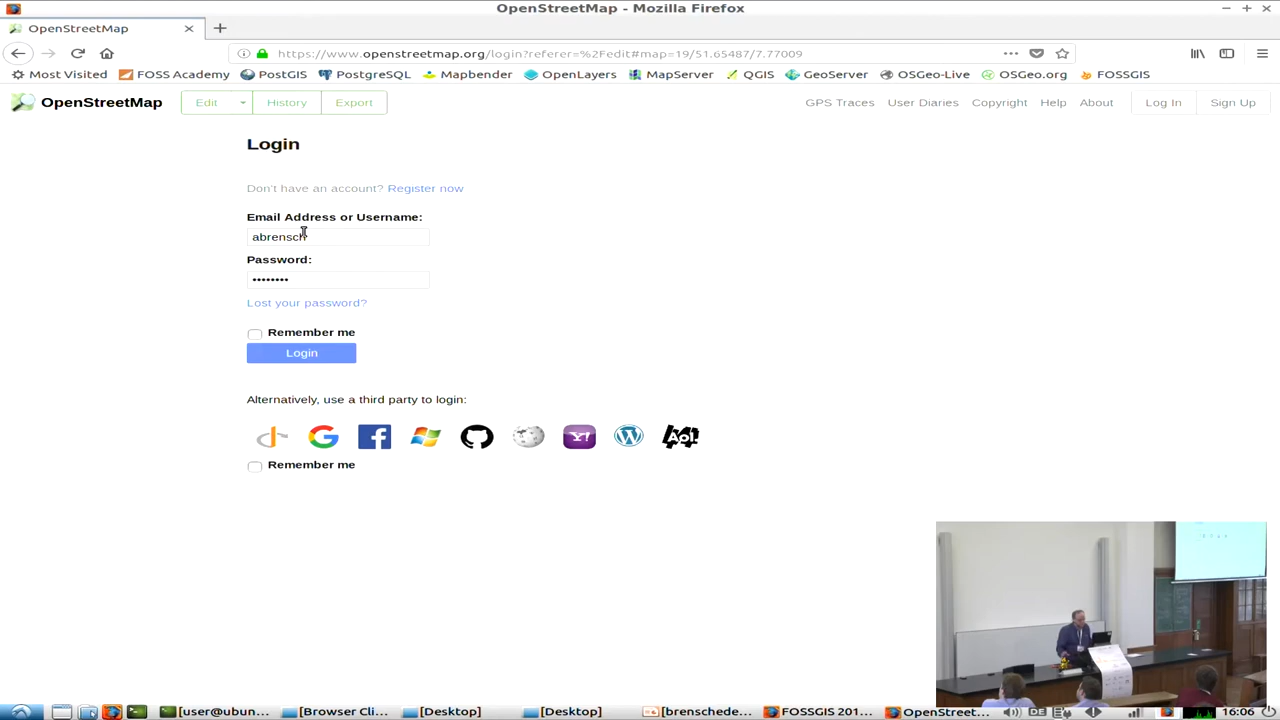 OpenStreetMap - Mozilla Firefox
OpenStreetMap
https://www.openstreetmap.org/login?referer=%2Fedit#map=19/51.65487/7.77009
Most Visited FOSS Academy PostGIS PostgreSQL Mapbender OpenLayers MapServer QGIS GeoServer OSGeo-Live OSGeo.org FOSSGIS
OpenStreetMap Edit History Export GPS Traces User Diaries Copyright Help About Log In Sign Up
Login
Don't have an account? Register now
Email Address or Username:
abrensch
Password:
••••••••
Lost your password?
Remember me
Login
Alternatively, use a third party to login:
Y! W Aol
Remember me
[user@ubun... [Browser Cli... [Desktop] [Desktop] [brenschede... FOSSGIS 201... OpenStreet... DE 16:06